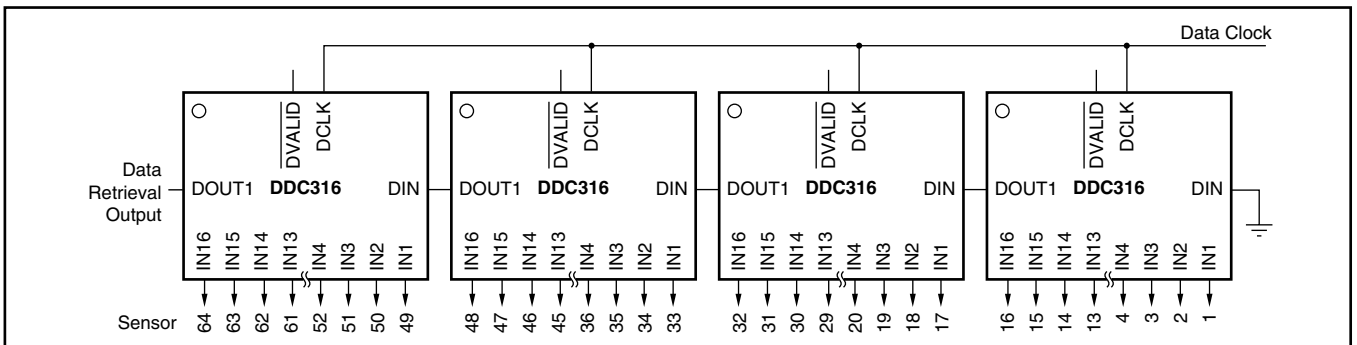 Data Clock
DVALID DCLK DVALID DCLK DVALID DCLK DVALID DCLK
Data
Retrieval
Output
DOUT1 DDC316 DIN DOUT1 DDC316 DIN DOUT1 DDC316 DIN DOUT1 DDC316 DIN
IN16 IN15 IN14 IN13 IN4 IN3 IN2 IN1 IN16 IN15 IN14 IN13 IN4 IN3 IN2 IN1 IN16 IN15 IN14 IN13 IN4 IN3 IN2 IN1 IN16 IN15 IN14 IN13 IN4 IN3 IN2 IN1
Sensor 64 63 62 61 52 51 50 49 48 47 46 45 36 35 34 33 32 31 30 29 20 19 18 17 16 15 14 13 4 3 2 1